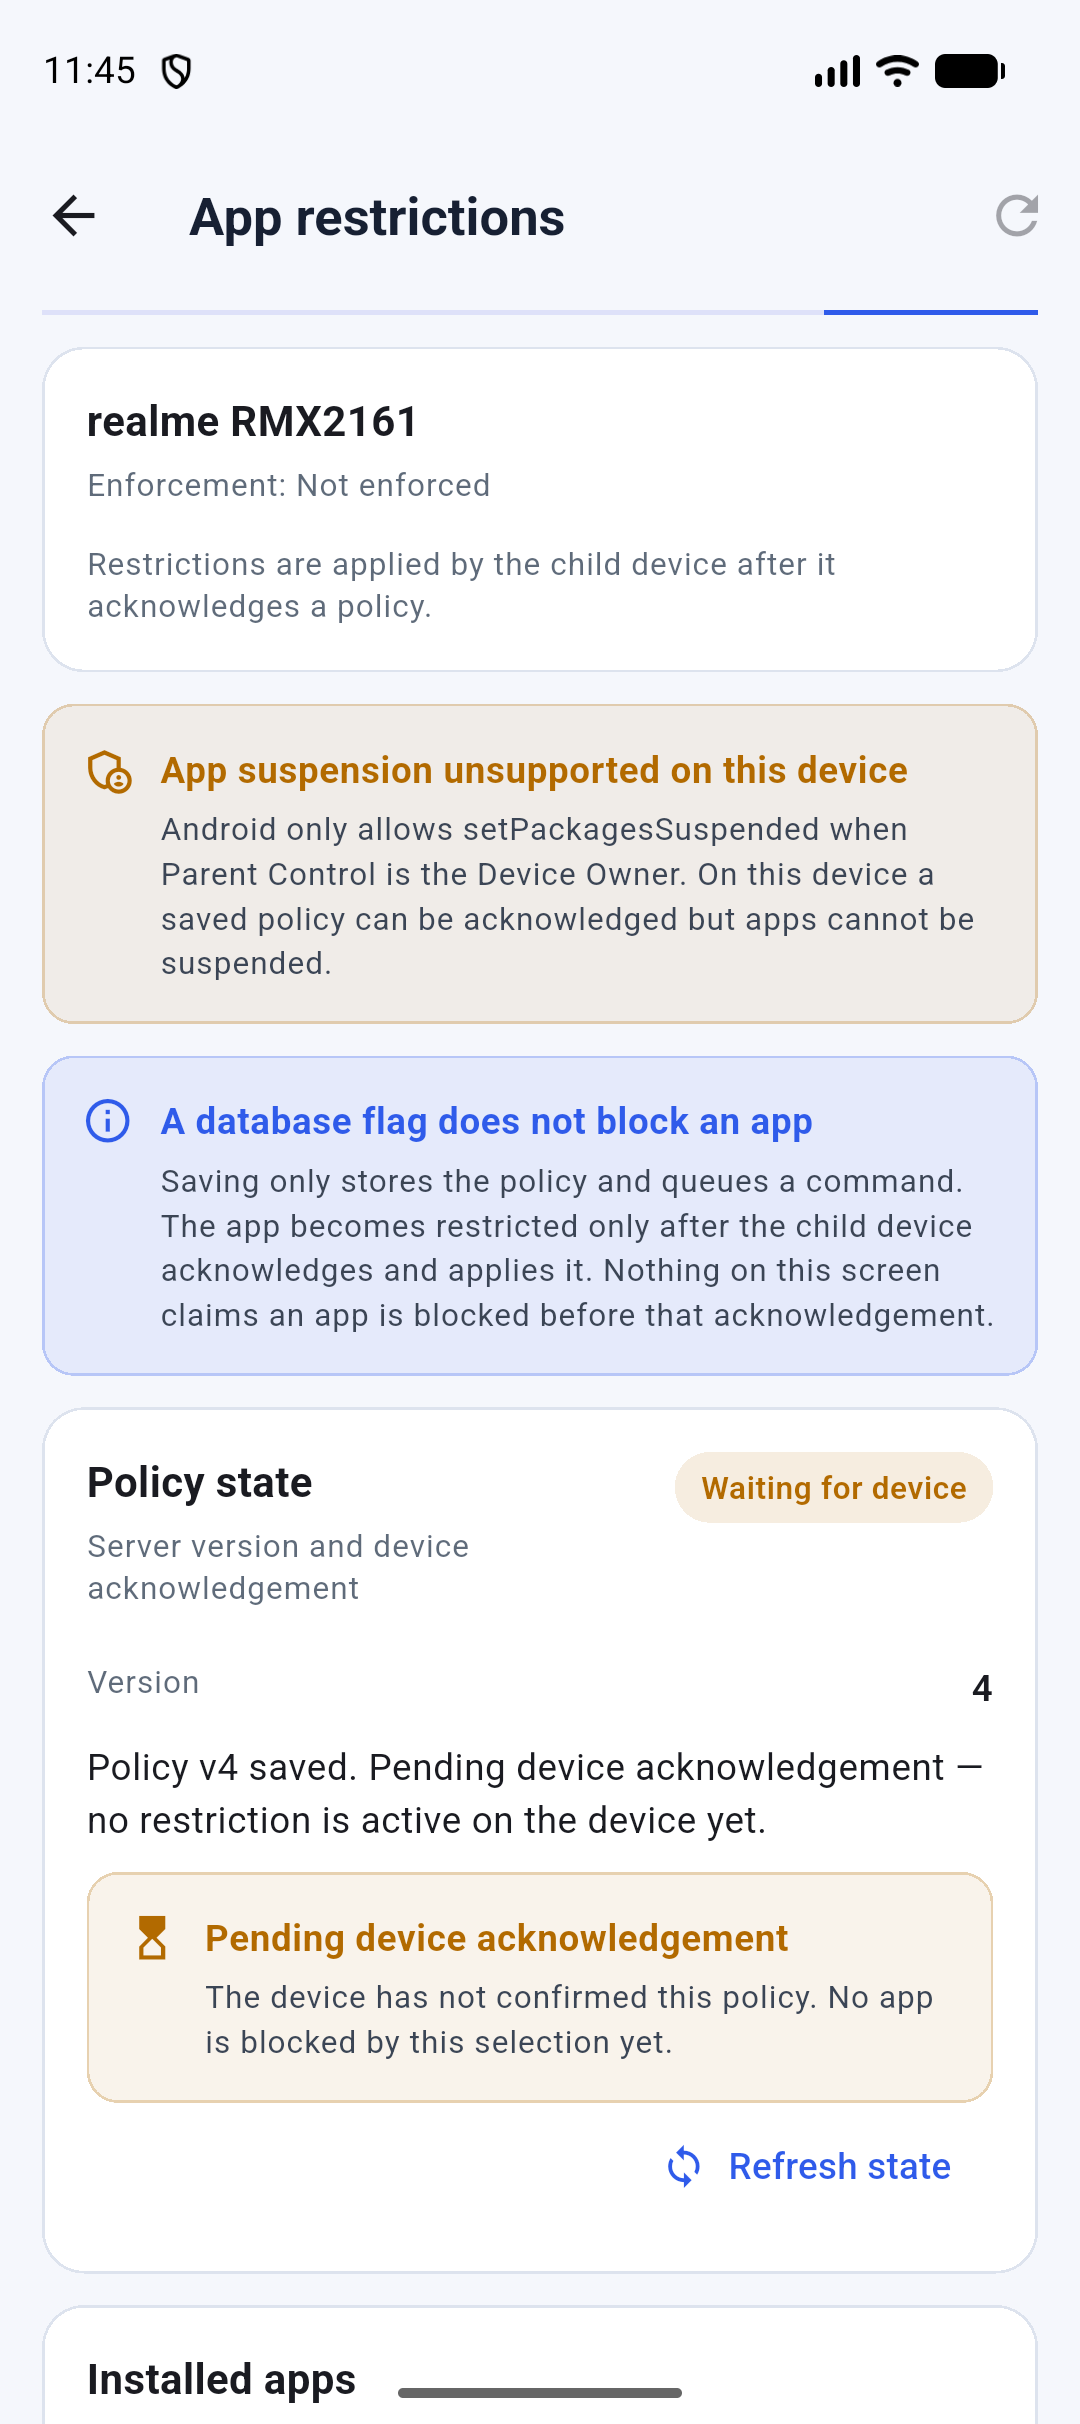 11:45
App restrictions
realme RMX2161
Enforcement: Not enforced
Restrictions are applied by the child device after it
acknowledges a policy.
App suspension unsupported on this device
Android only allows setPackagesSuspended when
Parent Control is the Device Owner. On this device a
saved policy can be acknowledged but apps cannot be
suspended.
A database flag does not block an app
Saving only stores the policy and queues a command.
The app becomes restricted only after the child device
acknowledges and applies it. Nothing on this screen
claims an app is blocked before that acknowledgement.
Policy state
Waiting for device
Server version and device
acknowledgement
Version
4
Policy v4 saved. Pending device acknowledgement —
no restriction is active on the device yet.
Pending device acknowledgement
The device has not confirmed this policy. No app
is blocked by this selection yet.
Refresh state
Installed apps